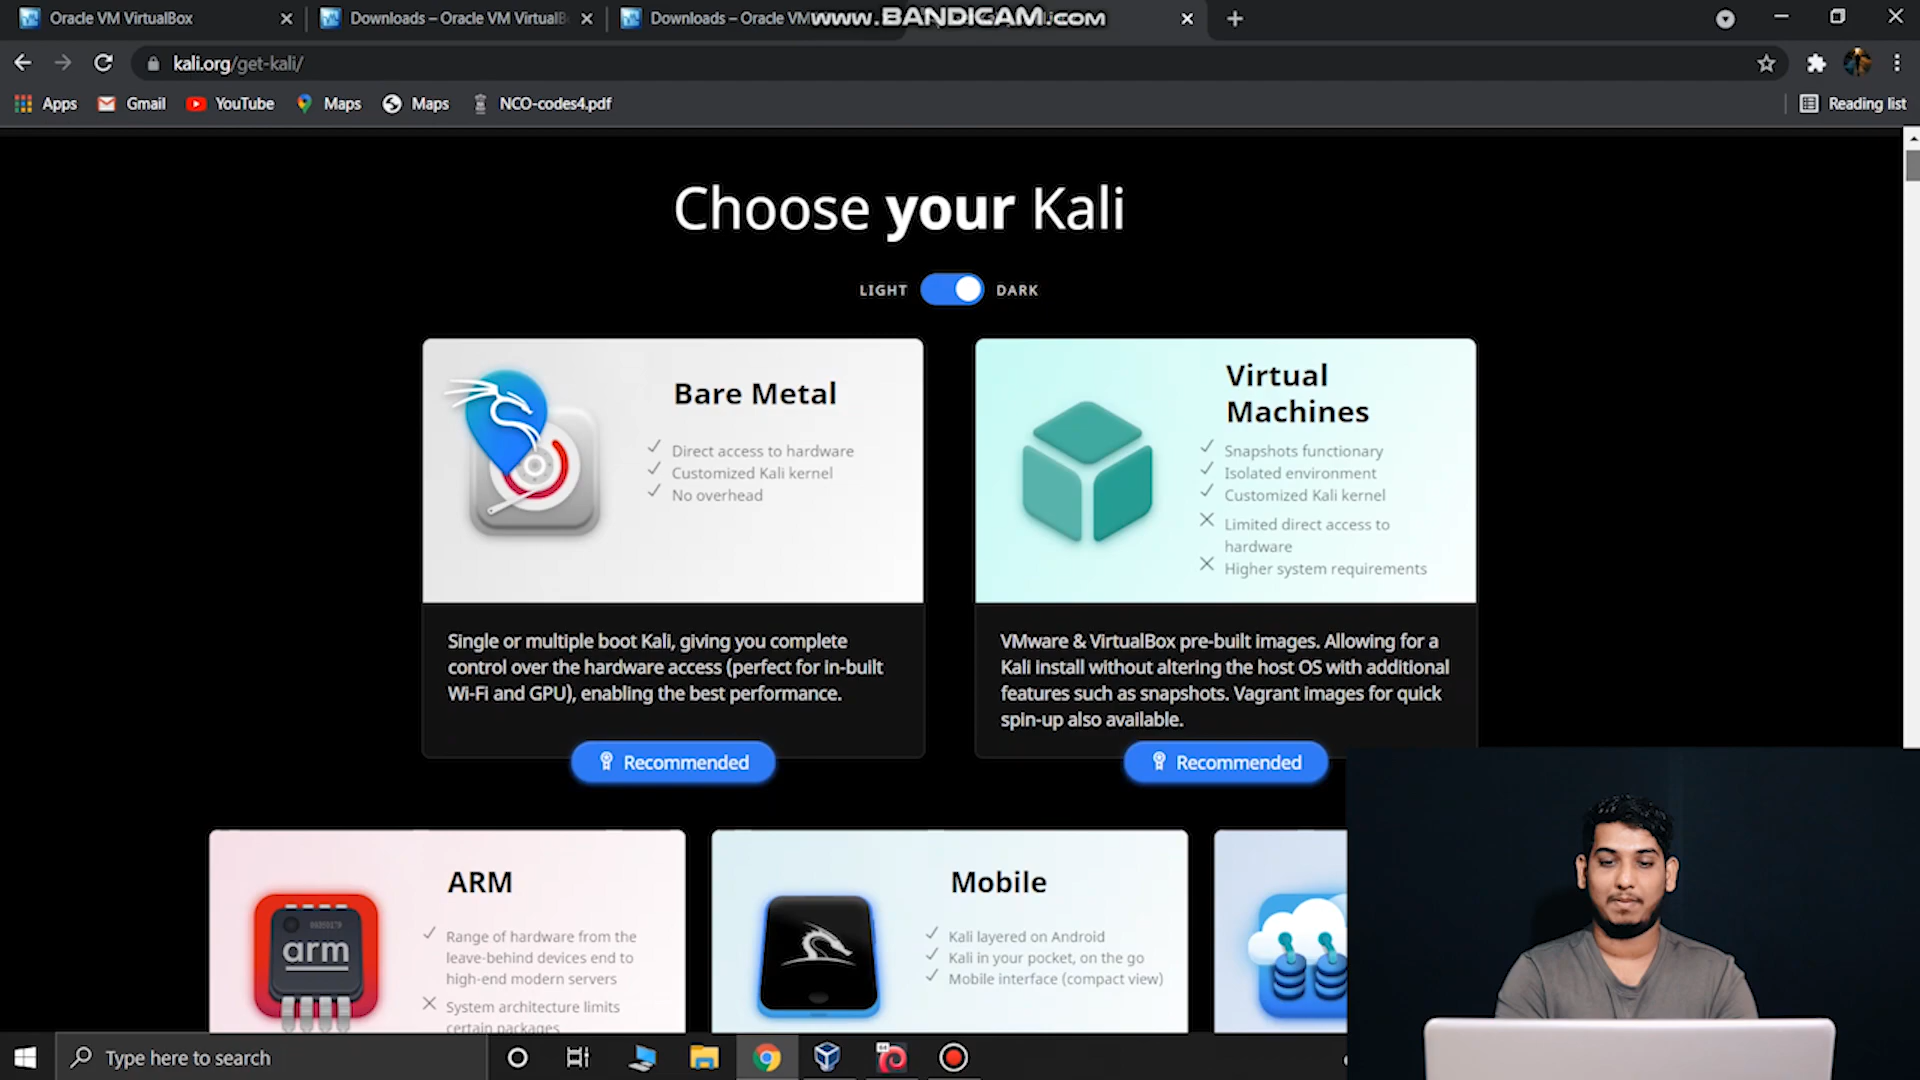 Oracle VM VirtualBox
Downloads – Oracle VM VirtualB
Downloads – Oracle VM
www.BANDICAM.com
kali.org/get-kali/
Apps
Gmail
YouTube
Maps
Maps
NCO-codes4.pdf
Reading list
Choose your Kali
LIGHT
DARK
Bare Metal
Direct access to hardware
Customized Kali kernel
No overhead
Single or multiple boot Kali, giving you complete
control over the hardware access (perfect for in-built
Wi-Fi and GPU), enabling the best performance.
Recommended
Virtual
Machines
Snapshots functionary
Isolated environment
Customized Kali kernel
Limited direct access to
hardware
Higher system requirements
VMware & VirtualBox pre-built images. Allowing for a
Kali install without altering the host OS with additional
features such as snapshots. Vagrant images for quick
spin-up also available.
Recommended
ARM
arm
Range of hardware from the
leave-behind devices end to
high-end modern servers
System architecture limits
certain packages
Mobile
Kali layered on Android
Kali in your pocket, on the go
Mobile interface (compact view)
Type here to search